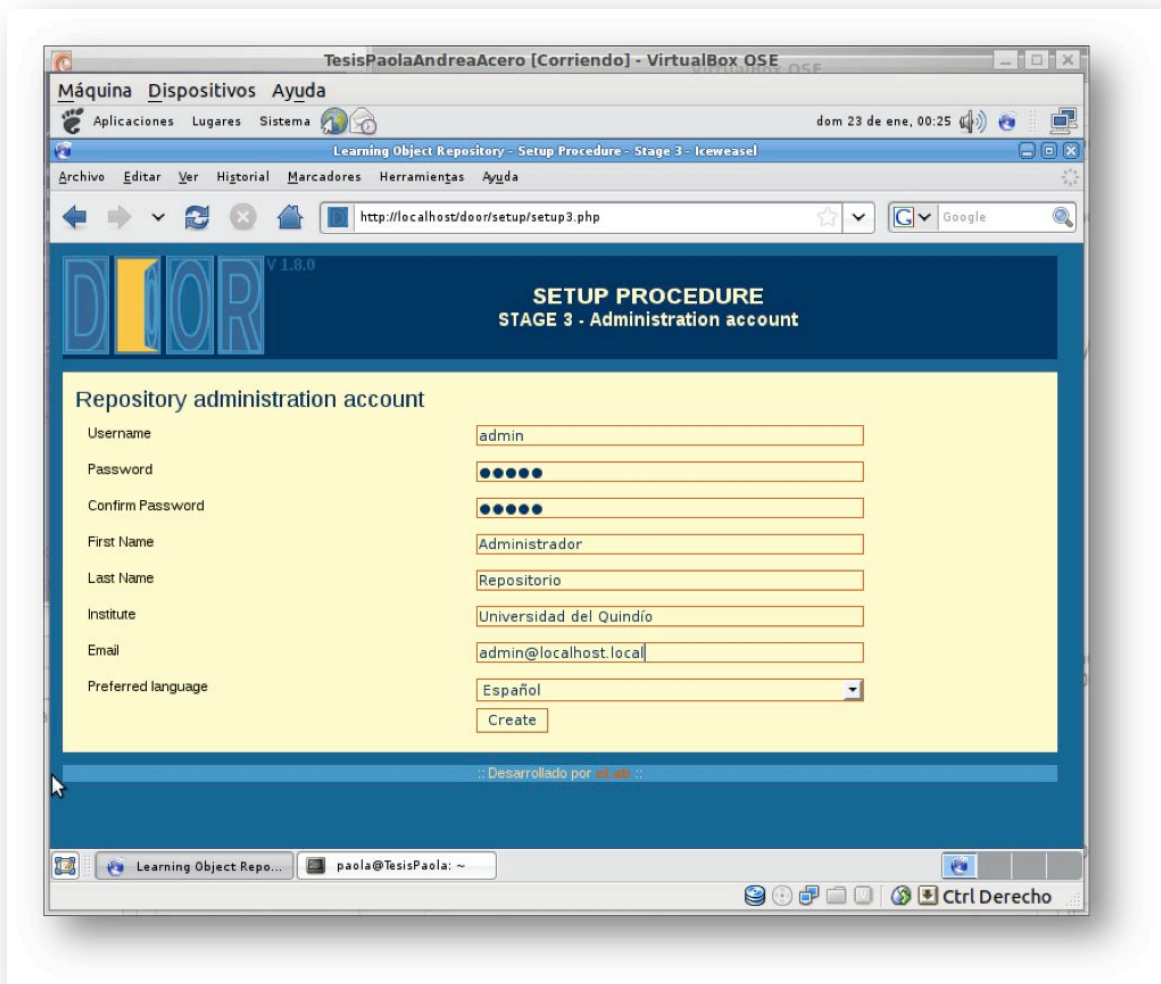 TesisPaolaAndreaAcero [Corriendo] - VirtualBox OSE
Máquina Dispositivos Ayuda
Aplicaciones Lugares Sistema dom 23 de ene, 00:25
Learning Object Repository - Setup Procedure - Stage 3 - Iceweasel
Archivo Editar Ver Historial Marcadores Herramientas Ayuda
http://localhost/door/setup/setup3.php Google
DOOR V 1.8.0
SETUP PROCEDURE
STAGE 3 - Administration account
Repository administration account
Username admin
Password ●●●●●
Confirm Password ●●●●●
First Name Administrador
Last Name Repositorio
Institute Universidad del Quindío
Email admin@localhost.local
Preferred language Español
Create
:: Desarrollado por eLab ::
Learning Object Repo... paola@TesisPaola: ~
Ctrl Derecho